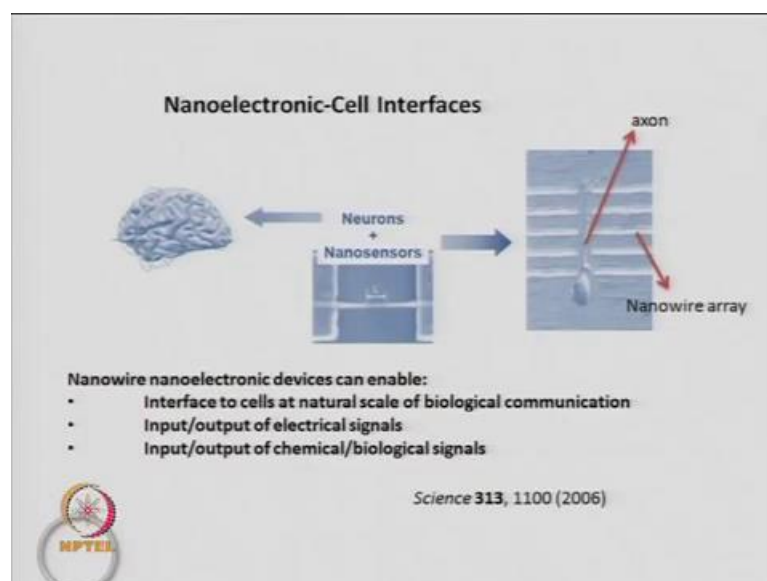 Nanoelectronic-Cell Interfaces
axon
Neurons
+
Nanosensors
Nanowire array
Nanowire nanoelectronic devices can enable:
• Interface to cells at natural scale of biological communication
• Input/output of electrical signals
• Input/output of chemical/biological signals
Science 313, 1100 (2006)
NPTEL